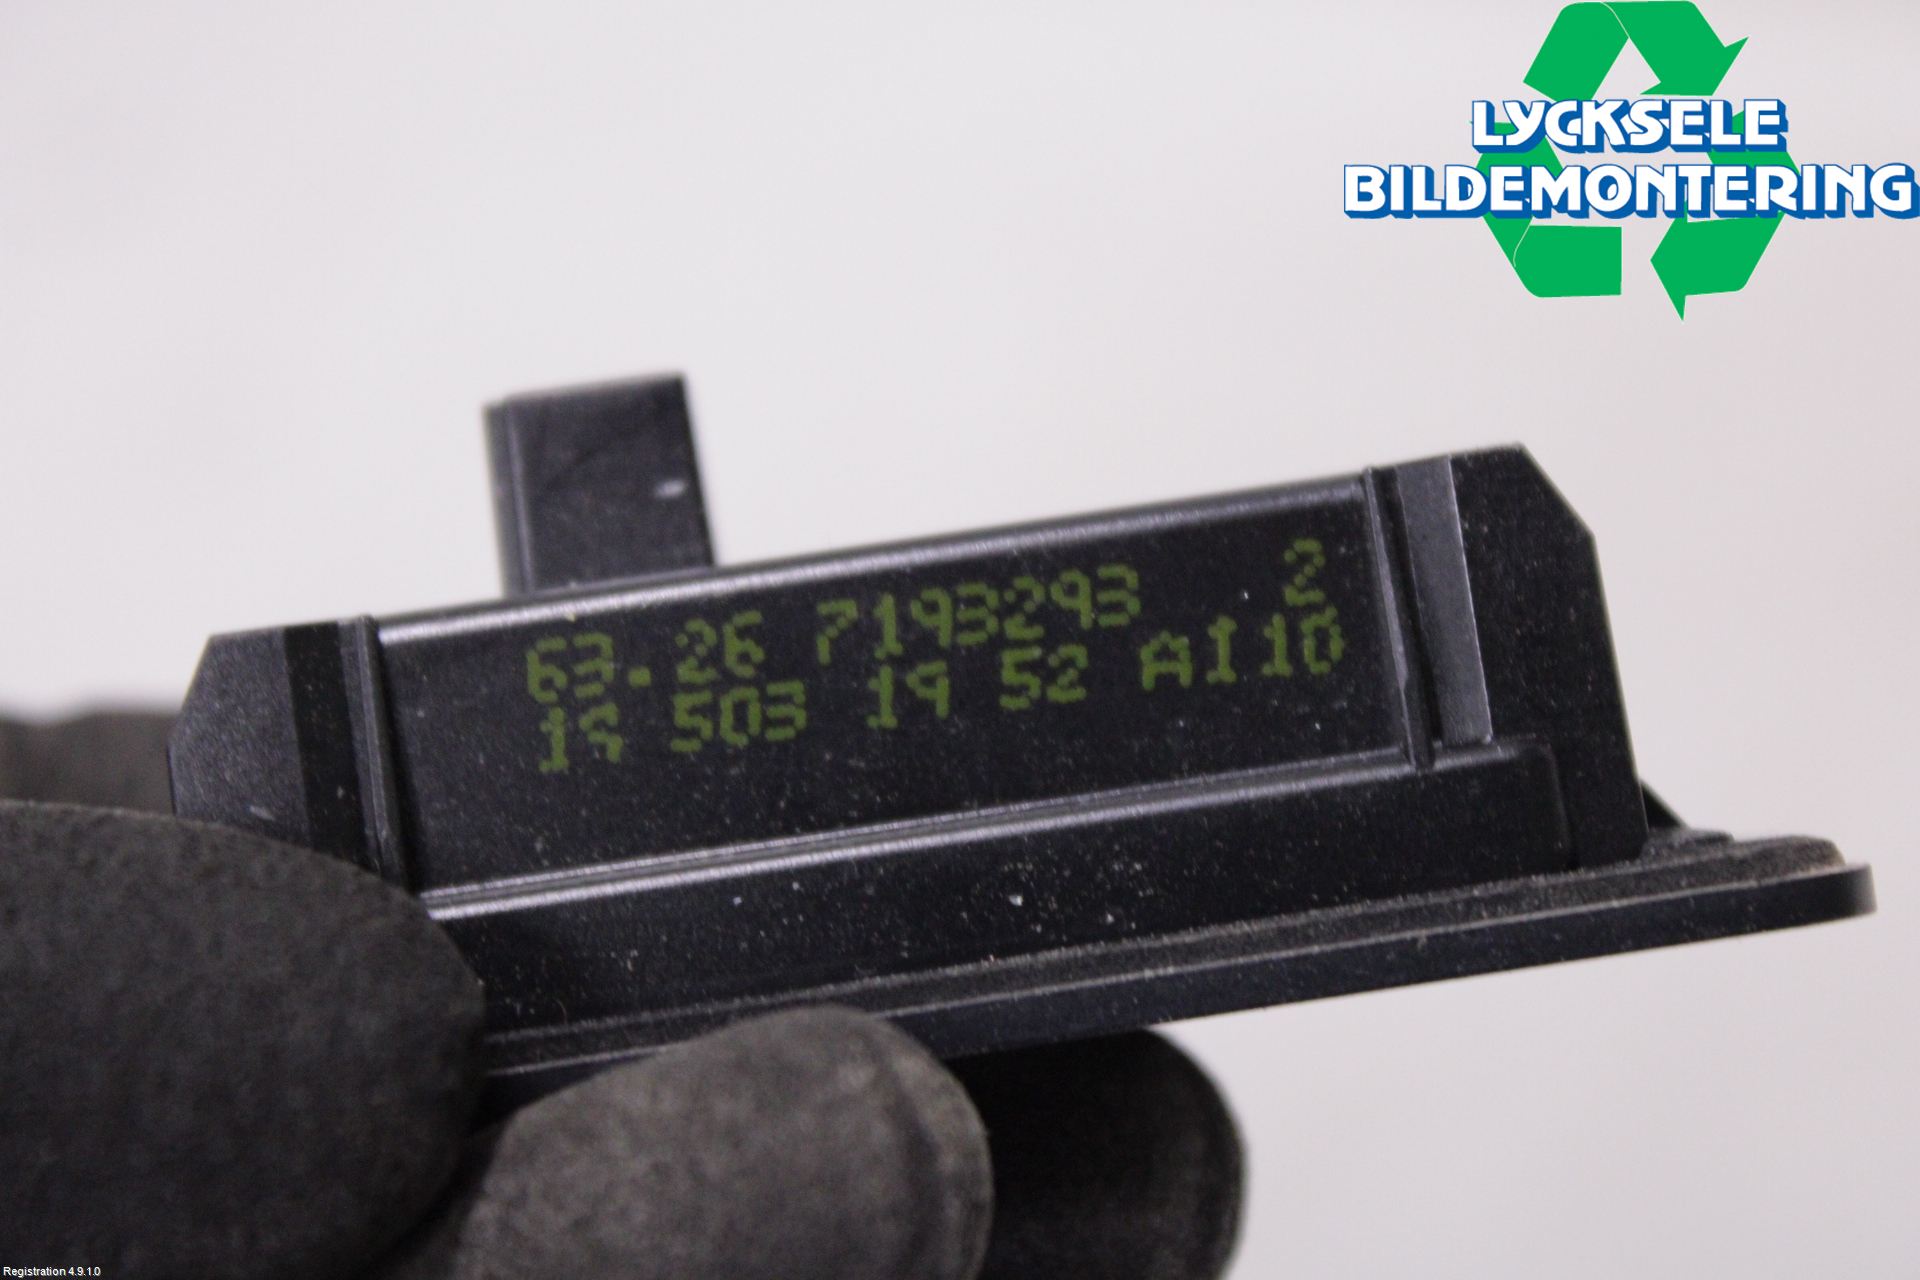 LYCKSELE
BILDEMONTERING
63.26 7193293 2
19 503 19 52 AI10
Registration 4.9.1.0